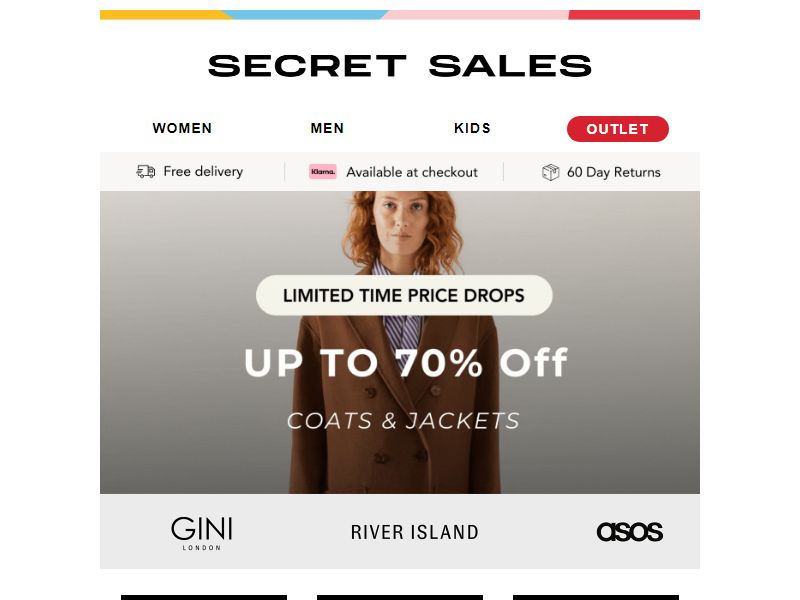 SECRET SALES
WOMEN MEN KIDS OUTLET
Free delivery Klarna. Available at checkout 60 Day Returns
LIMITED TIME PRICE DROPS
UP TO 70% Off
COATS & JACKETS
GINI RIVER ISLAND asos
LONDON